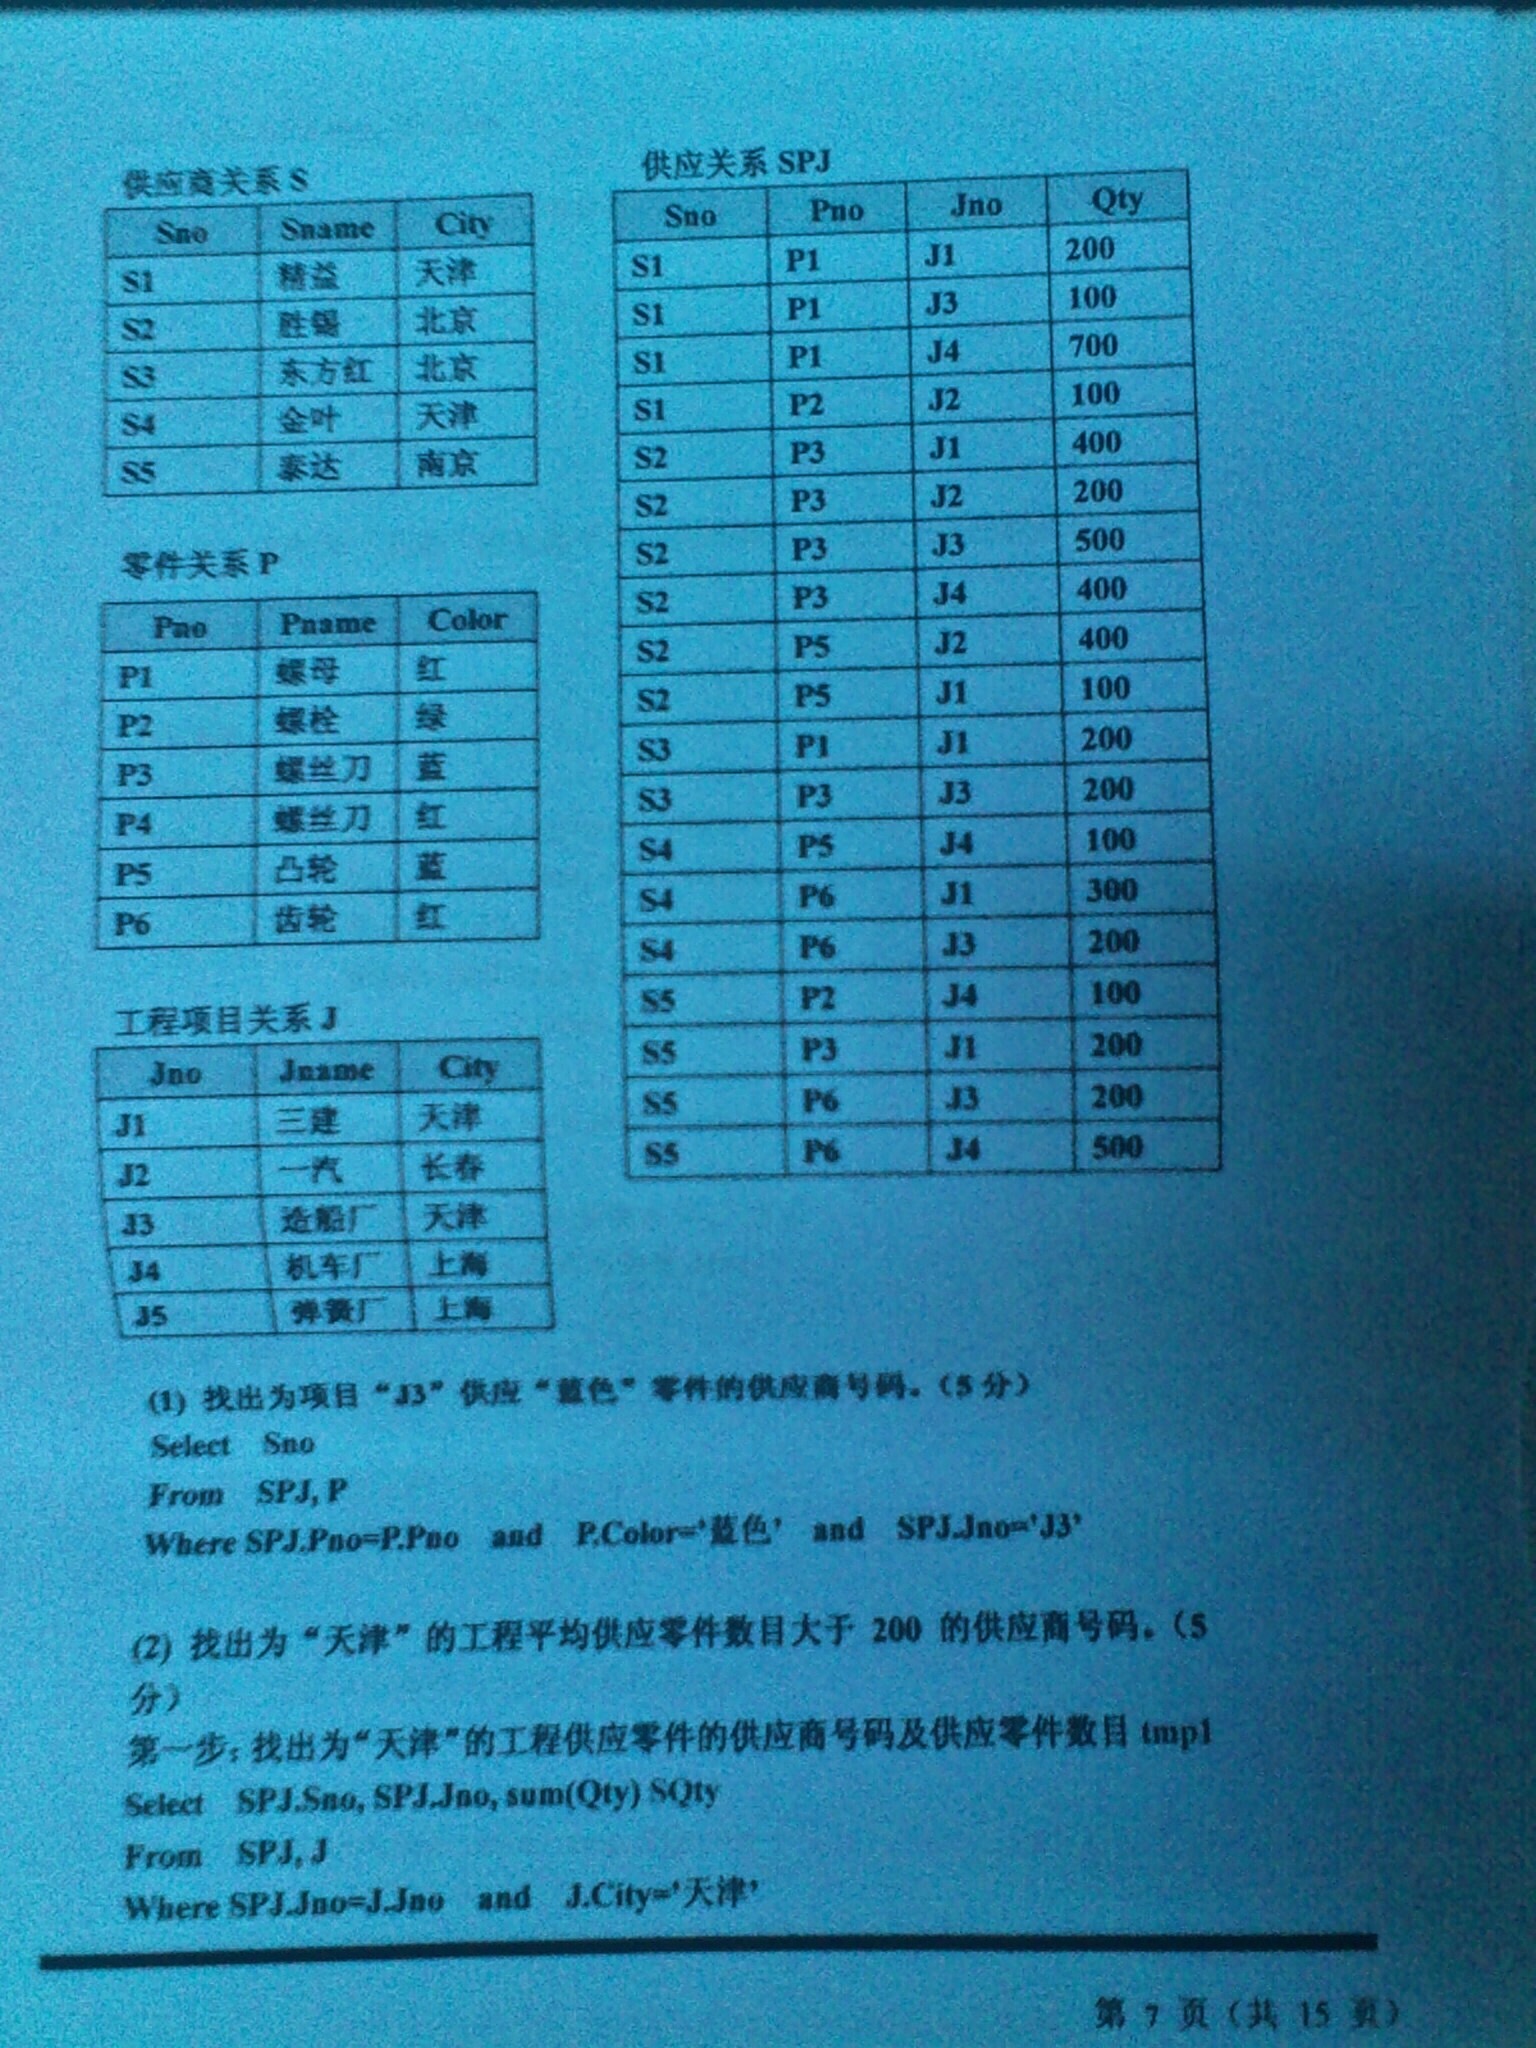 供应商关系 S
Sno Sname City
S1 精益 天津
S2 胜锡 北京
S3 东方红 北京
S4 金叶 天津
S5 泰达 南京
零件关系 P
Pno Pname Color
P1 螺母 红
P2 螺栓 绿
P3 螺丝刀 蓝
P4 螺丝刀 红
P5 凸轮 蓝
P6 齿轮 红
工程项目关系 J
Jno Jname City
J1 三建 天津
J2 一汽 长春
J3 造船厂 天津
J4 机车厂 上海
J5 弹簧厂 上海
供应关系 SPJ
Sno Pno Jno Qty
S1 P1 J1 200
S1 P1 J3 100
S1 P1 J4 700
S1 P2 J2 100
S2 P3 J1 400
S2 P3 J2 200
S2 P3 J3 500
S2 P3 J4 400
S2 P5 J2 400
S2 P5 J1 100
S3 P1 J1 200
S3 P3 J3 200
S4 P5 J4 100
S4 P6 J1 300
S4 P6 J3 200
S5 P2 J4 100
S5 P3 J1 200
S5 P6 J3 200
S5 P6 J4 500
(1) 找出为项目“J3”供应“蓝色”零件的供应商号码。（5 分）
Select Sno
From SPJ, P
Where SPJ.Pno=P.Pno and P.Color='蓝色' and SPJ.Jno='J3'
(2) 找出为“天津”的工程平均供应零件数目大于 200 的供应商号码。（5
分）
第一步：找出为“天津”的工程供应零件的供应商号码及供应零件数目 tmp1
Select SPJ.Sno, SPJ.Jno, sum(Qty) SQty
From SPJ, J
Where SPJ.Jno=J.Jno and J.City='天津'
第 7 页（共 15 页）